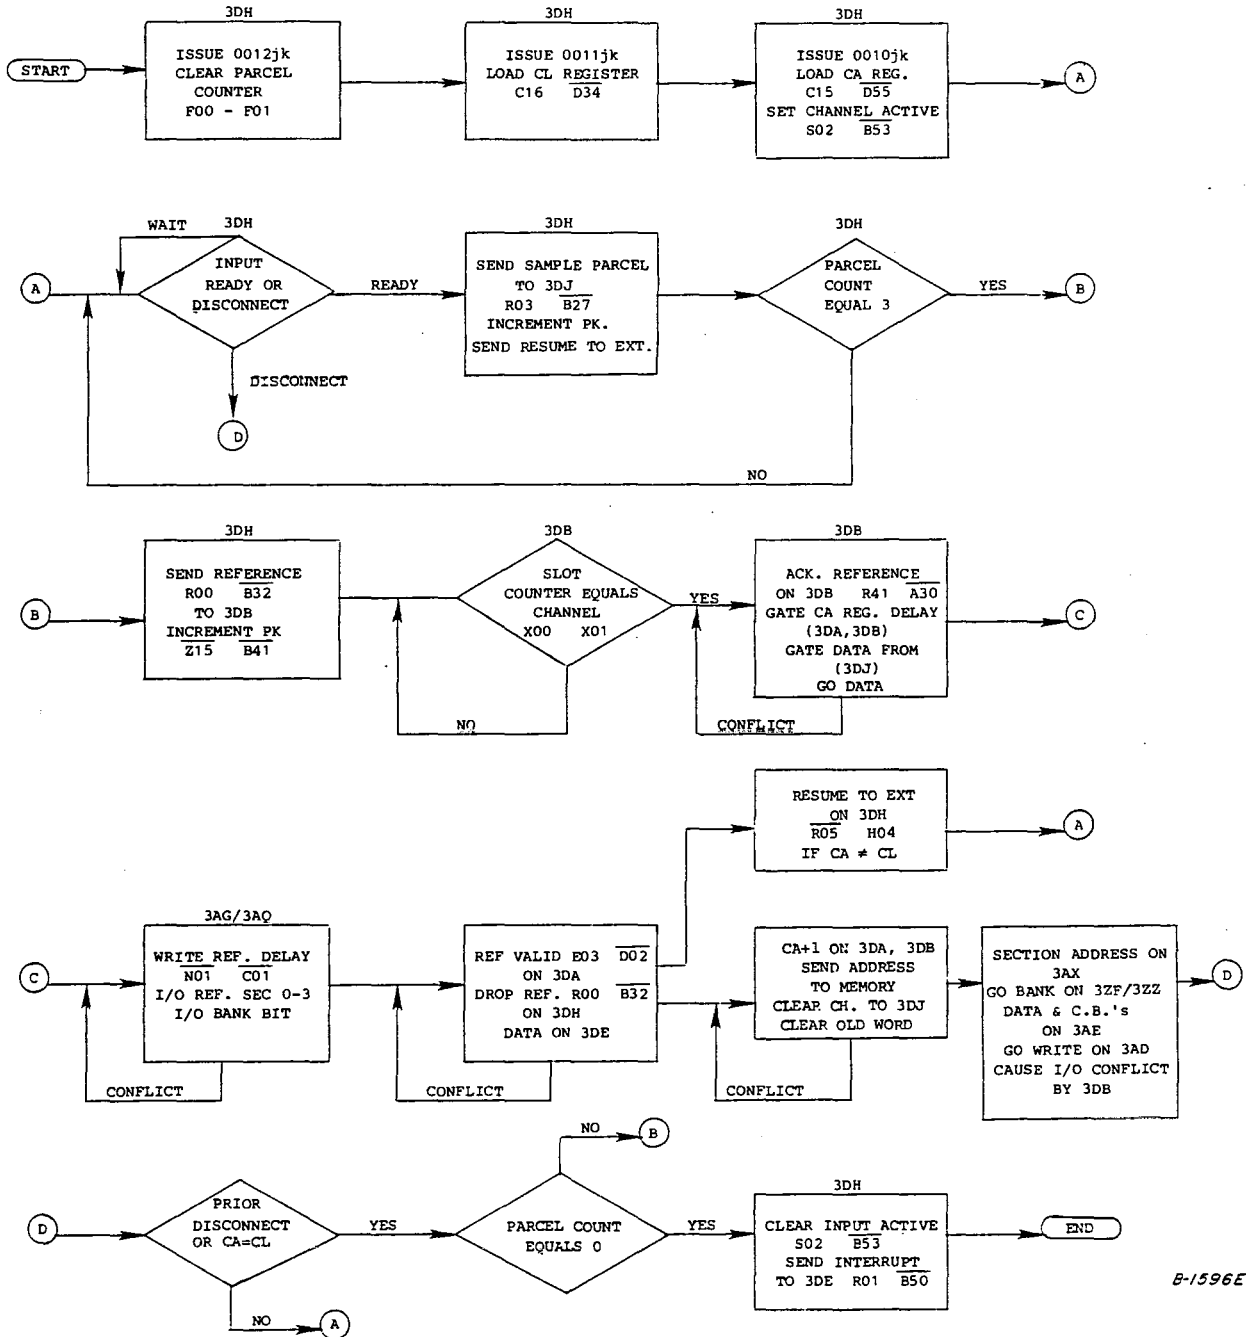 3DH
3DH
3DH
START
ISSUE 0012jk
CLEAR PARCEL
COUNTER
F00 - F01
ISSUE 0011jk
LOAD CL REGISTER
C16 D34
ISSUE 0010jk
LOAD CA REG.
C15 D55
SET CHANNEL ACTIVE
S02 B53
A
WAIT
3DH
3DH
3DH
A
INPUT
READY OR
DISCONNECT
READY
SEND SAMPLE PARCEL
TO 3DJ
R03 B27
INCREMENT PK.
SEND RESUME TO EXT.
PARCEL
COUNT
EQUAL 3
YES
B
DISCONNECT
D
NO
3DH
3DB
3DB
B
SEND REFERENCE
R00 B32
TO 3DB
INCREMENT PK
Z15 B41
SLOT
COUNTER EQUALS
CHANNEL
X00 X01
YES
ACK. REFERENCE
ON 3DB R41 A30
GATE CA REG. DELAY
(3DA,3DB)
GATE DATA FROM
(3DJ)
GO DATA
C
NO
CONFLICT
RESUME TO EXT
ON 3DH
R05 H04
IF CA ≠ CL
A
3AG/3AQ
C
WRITE REF. DELAY
N01 C01
I/O REF. SEC 0-3
I/O BANK BIT
CONFLICT
REF VALID E03 D02
ON 3DA
DROP REF. R00 B32
ON 3DH
DATA ON 3DE
CONFLICT
CA+1 ON 3DA, 3DB
SEND ADDRESS
TO MEMORY
CLEAR CH. TO 3DJ
CLEAR OLD WORD
CONFLICT
SECTION ADDRESS ON
3AX
GO BANK ON 3ZF/3ZZ
DATA & C.B.'s
ON 3AE
GO WRITE ON 3AD
CAUSE I/O CONFLICT
BY 3DB
D
NO
B
3DH
D
PRIOR
DISCONNECT
OR CA=CL
YES
PARCEL COUNT
EQUALS 0
YES
CLEAR INPUT ACTIVE
S02 B53
SEND INTERRUPT
TO 3DE R01 B50
END
NO
A
B-1596E